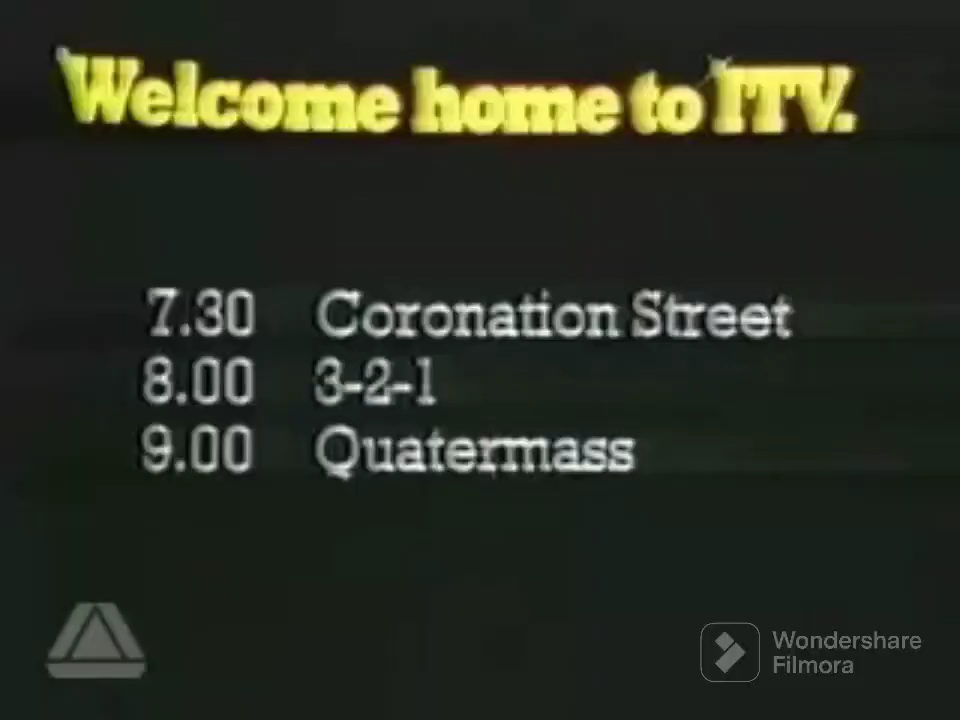 Welcome home to ITV.
7.30 Coronation Street
8.00 3-2-1
9.00 Quatermass
Wondershare
Filmora